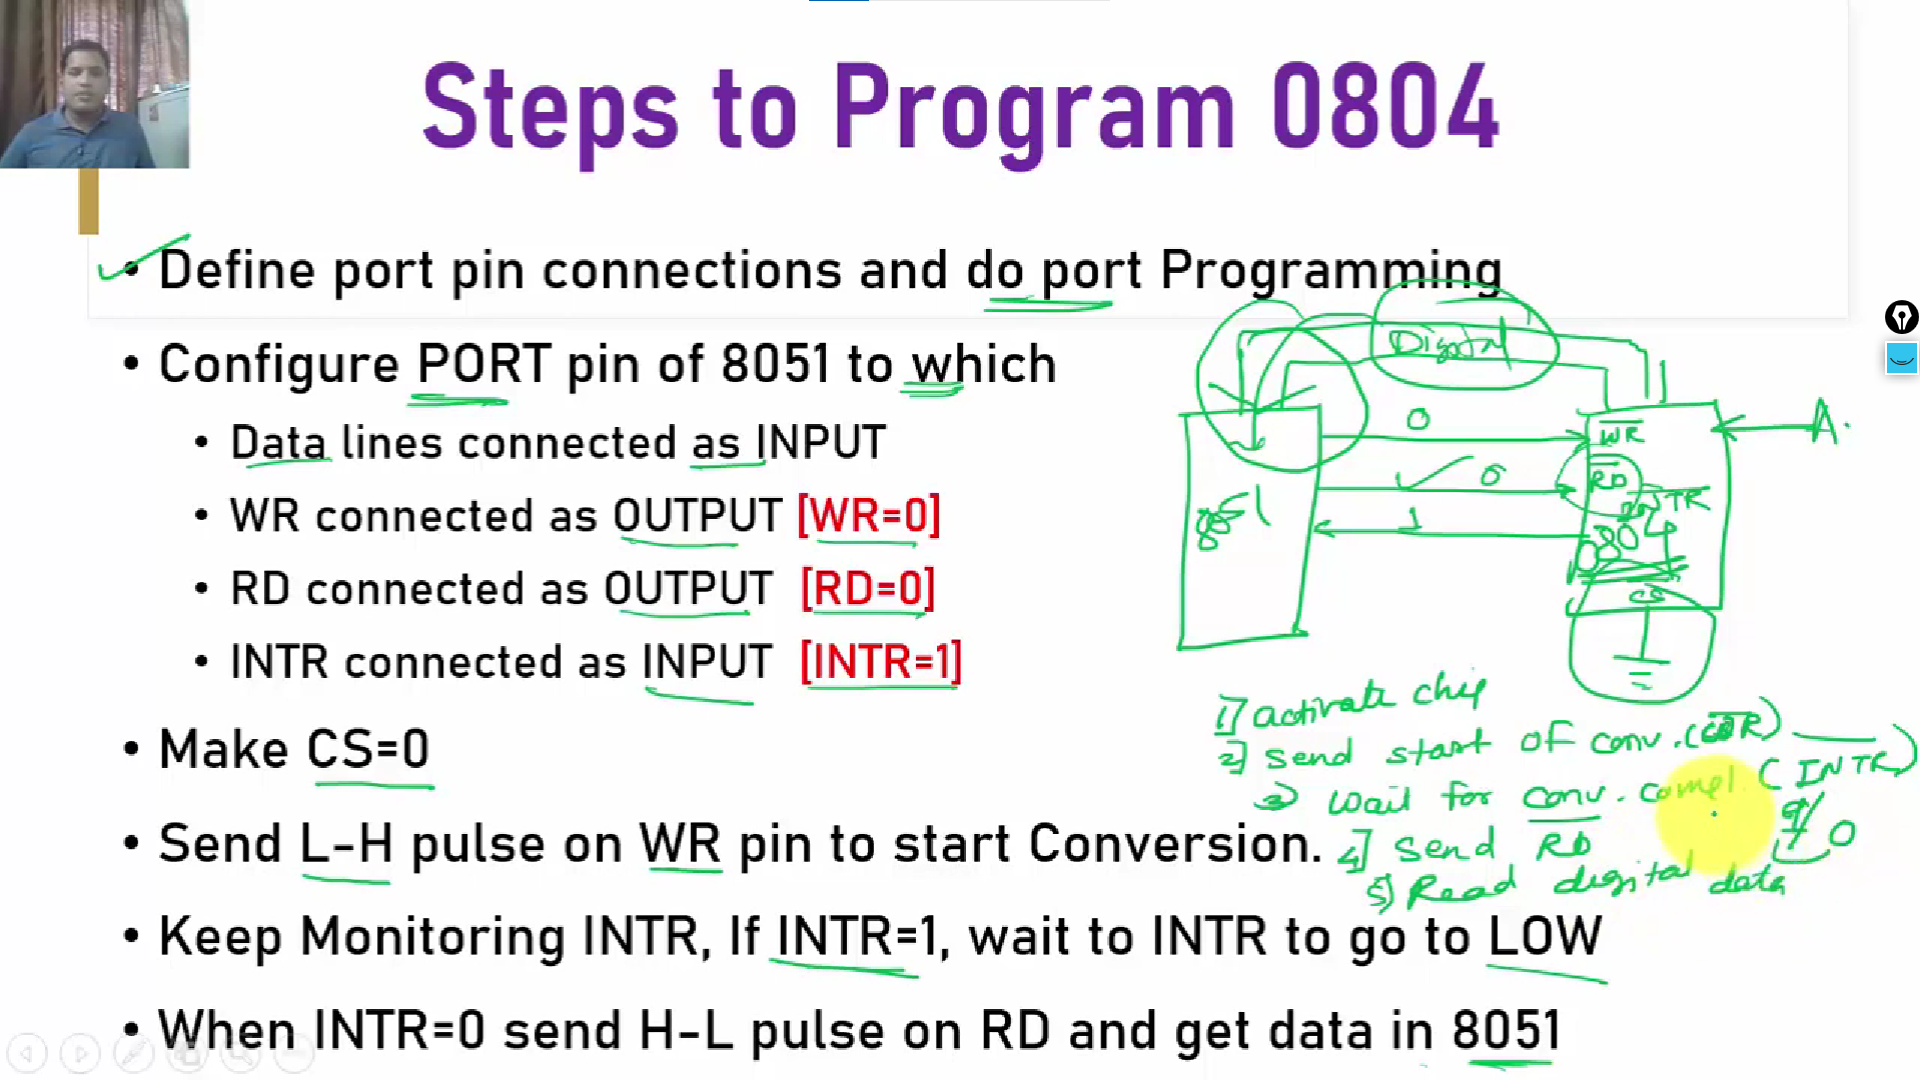 Steps to Program 0804
• Define port pin connections and do port Programming
• Configure PORT pin of 8051 to which
• Data lines connected as INPUT
• WR connected as OUTPUT [WR=0]
• RD connected as OUTPUT [RD=0]
• INTR connected as INPUT [INTR=1]
• Make CS=0
• Send L-H pulse on WR pin to start Conversion.
• Keep Monitoring INTR, If INTR=1, wait to INTR to go to LOW
• When INTR=0 send H-L pulse on RD and get data in 8051
Digital
0
WR
A.
0
RD
INTR
1
8051
0804
CS
1] activate chip
2] Send start of conv. (WR)
3) wait for conv. compl (INTR)
0
4] Send RD
5) Read digital data